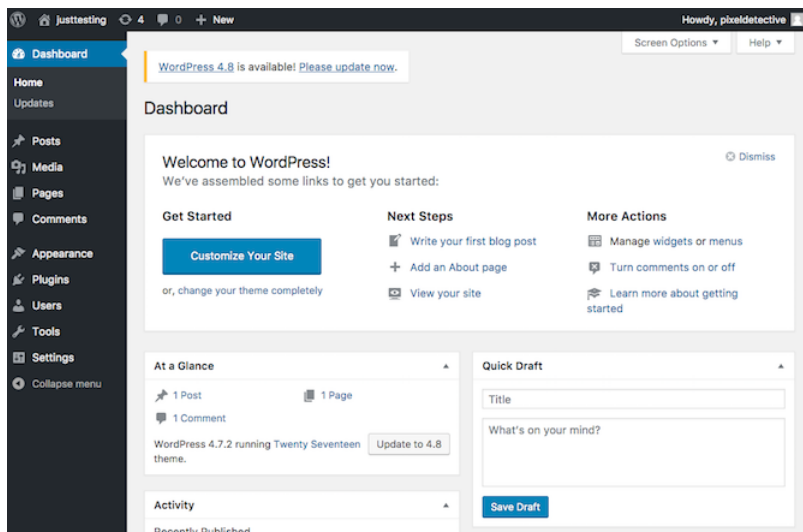 justtesting 4 0 + New Howdy, pixeldetective
Screen Options ▼ Help ▼
Dashboard
Home
Updates
Posts
Media
Pages
Comments
Appearance
Plugins
Users
Tools
Settings
Collapse menu
WordPress 4.8 is available! Please update now.
Dashboard
Welcome to WordPress!
Dismiss
We've assembled some links to get you started:
Get Started
Customize Your Site
or, change your theme completely
Next Steps
Write your first blog post
Add an About page
View your site
More Actions
Manage widgets or menus
Turn comments on or off
Learn more about getting
started
At a Glance
1 Post 1 Page
1 Comment
WordPress 4.7.2 running Twenty Seventeen
theme.
Update to 4.8
Activity
Recently Published
Quick Draft
Title
What's on your mind?
Save Draft